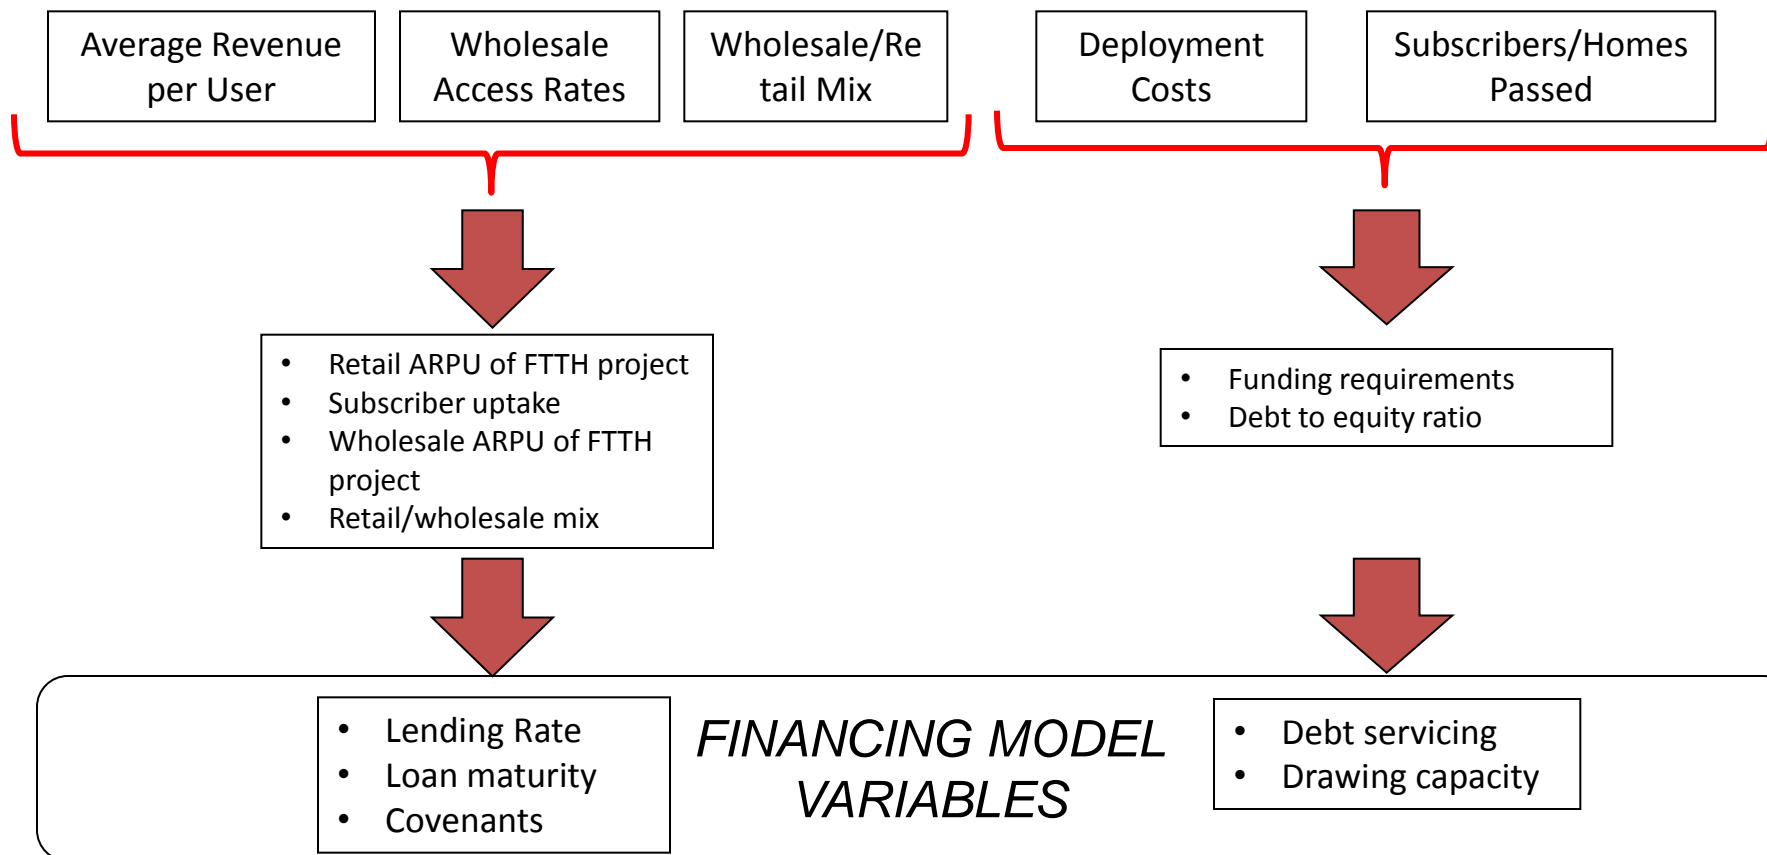 Average Revenue
per User
Wholesale
Access Rates
Wholesale/Re
tail Mix
Deployment
Costs
Subscribers/Homes
Passed
• Retail ARPU of FTTH project
• Subscriber uptake
• Wholesale ARPU of FTTH
project
• Retail/wholesale mix
• Funding requirements
• Debt to equity ratio
• Lending Rate
• Loan maturity
• Covenants
FINANCING MODEL
VARIABLES
• Debt servicing
• Drawing capacity